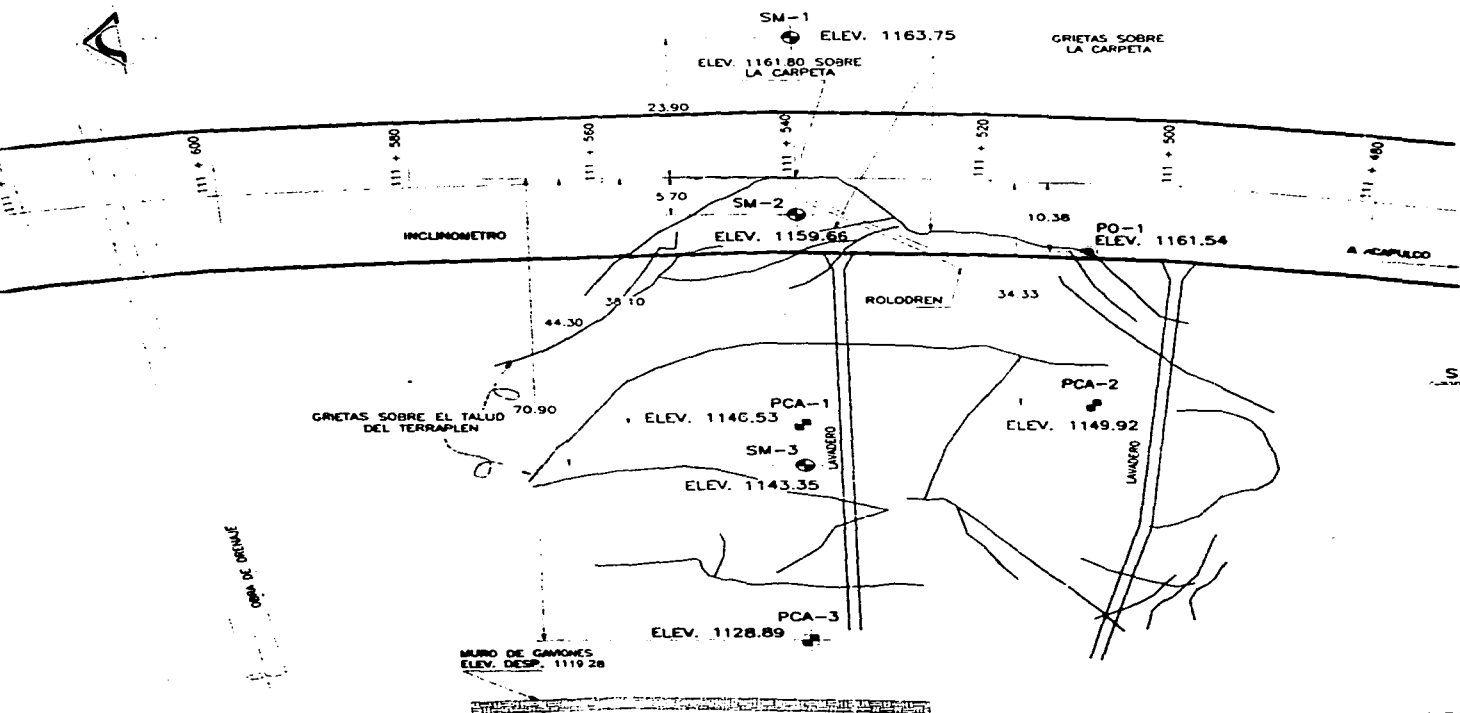 SM-1
ELEV. 1163.75
GRIETAS SOBRE
LA CARPETA
ELEV. 1161.80 SOBRE
LA CARPETA
23.90
111 + 600
111 + 580
111 + 560
111 + 540
111 + 520
111 + 500
111 + 480
5.70
SM-2
10.38
PO-1
INCLINOMETRO
ELEV. 1159.66
ELEV. 1161.54
A ACAPULCO
38.10
ROLODREN
34.33
44.30
PCA-2
PCA-1
GRIETAS SOBRE EL TALUD
DEL TERRAPLEN
70.90
ELEV. 1146.53
ELEV. 1149.92
SM-3
LAVADERO
LAVADERO
ELEV. 1143.35
OBRA DE DRENAJE
PCA-3
ELEV. 1128.89
MURO DE GAVIONES
ELEV. DESP. 1119.28